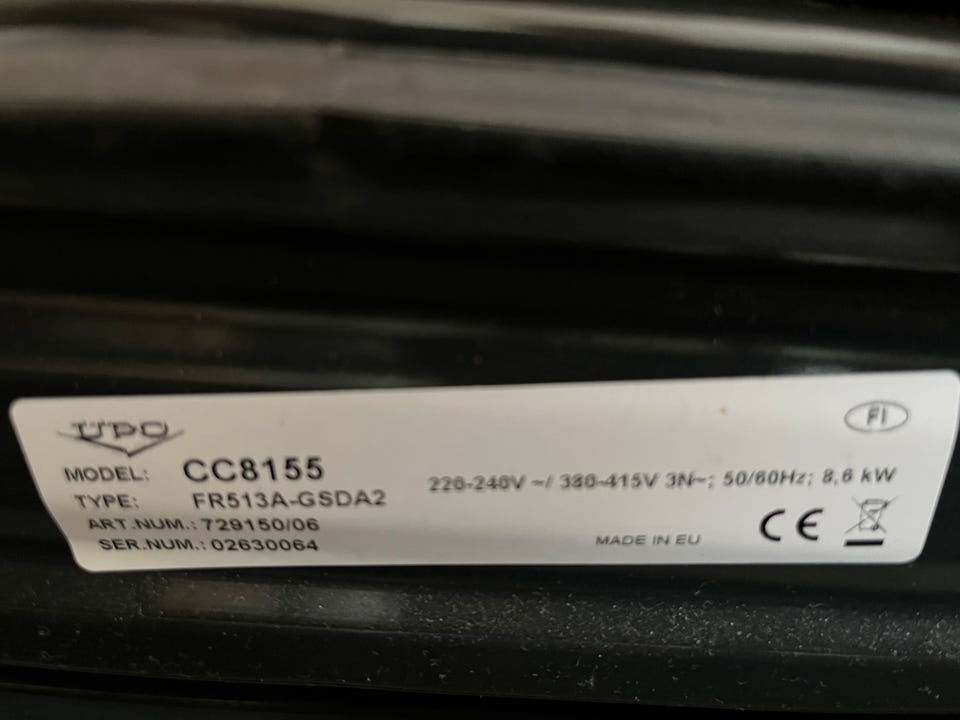 UPO
FI
MODEL: CC8155
220-240V ~/ 380-415V 3N~; 50/60Hz; 8,6 kW
TYPE: FR513A-GSDA2
ART.NUM.: 729150/06
SER.NUM.: 02630064
MADE IN EU
CE